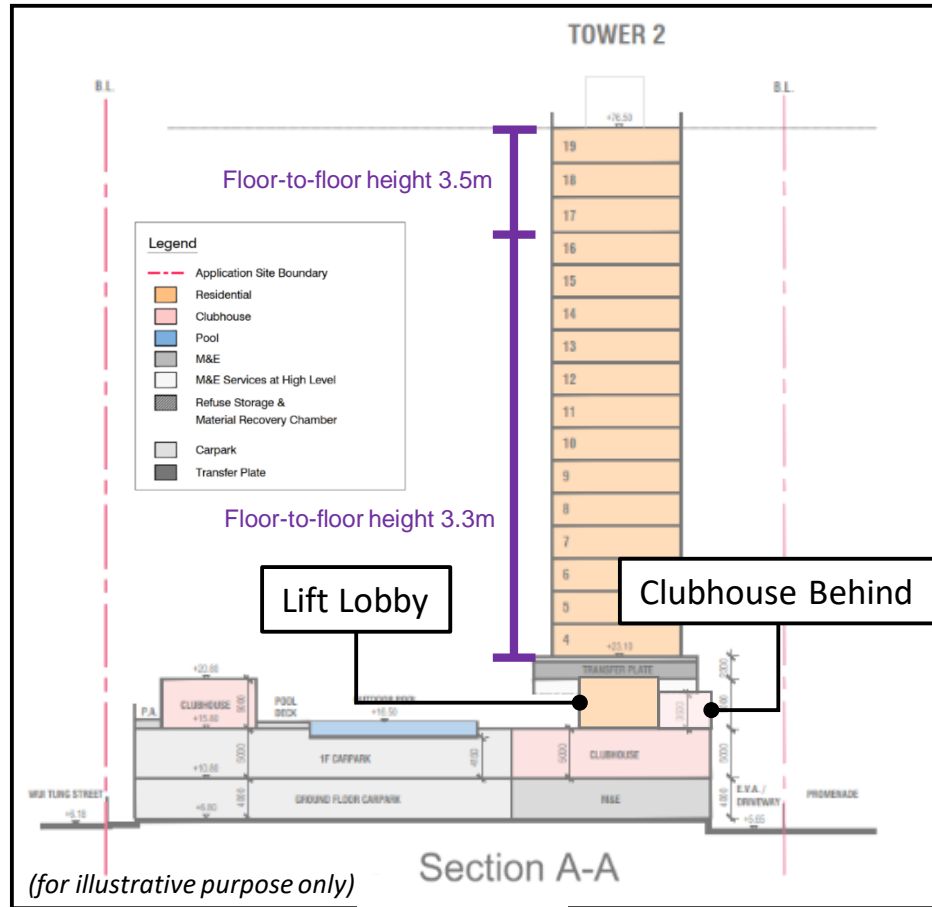 TOWER 2
B.L.
B.L.
+76.50
19
18
Floor-to-floor height 3.5m
17
16
Legend
Application Site Boundary
Residential
Clubhouse
Pool
M&E
M&E Services at High Level
Refuse Storage &
Material Recovery Chamber
Carpark
Transfer Plate
15
14
13
12
11
10
9
8
Floor-to-floor height 3.3m
7
6
5
4
+23.10
Lift Lobby
Clubhouse Behind
TRANSFER PLATE
2000
+20.80
CLUBHOUSE
5000
POOL
DECK
+16.50
P.A.
+15.80
1F CARPARK
5000
5000
CLUBHOUSE
5000
+10.80
WUI TUNG STREET
+6.18
GROUND FLOOR CARPARK
+6.80
M&E
E.V.A. /
DRIVEWAY
+5.65
PROMENADE
Section A-A
(for illustrative purpose only)